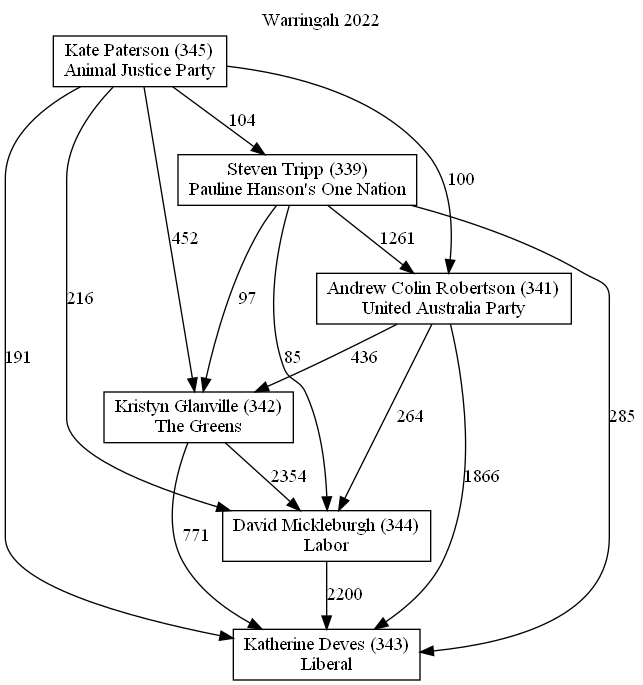 Warringah 2022
Kate Paterson (345)
Animal Justice Party
104
Steven Tripp (339)
Pauline Hanson's One Nation
100
452
1261
216
97
Andrew Colin Robertson (341)
United Australia Party
191
85
436
Kristyn Glanville (342)
The Greens
264
285
2354
1866
David Mickleburgh (344)
Labor
771
2200
Katherine Deves (343)
Liberal